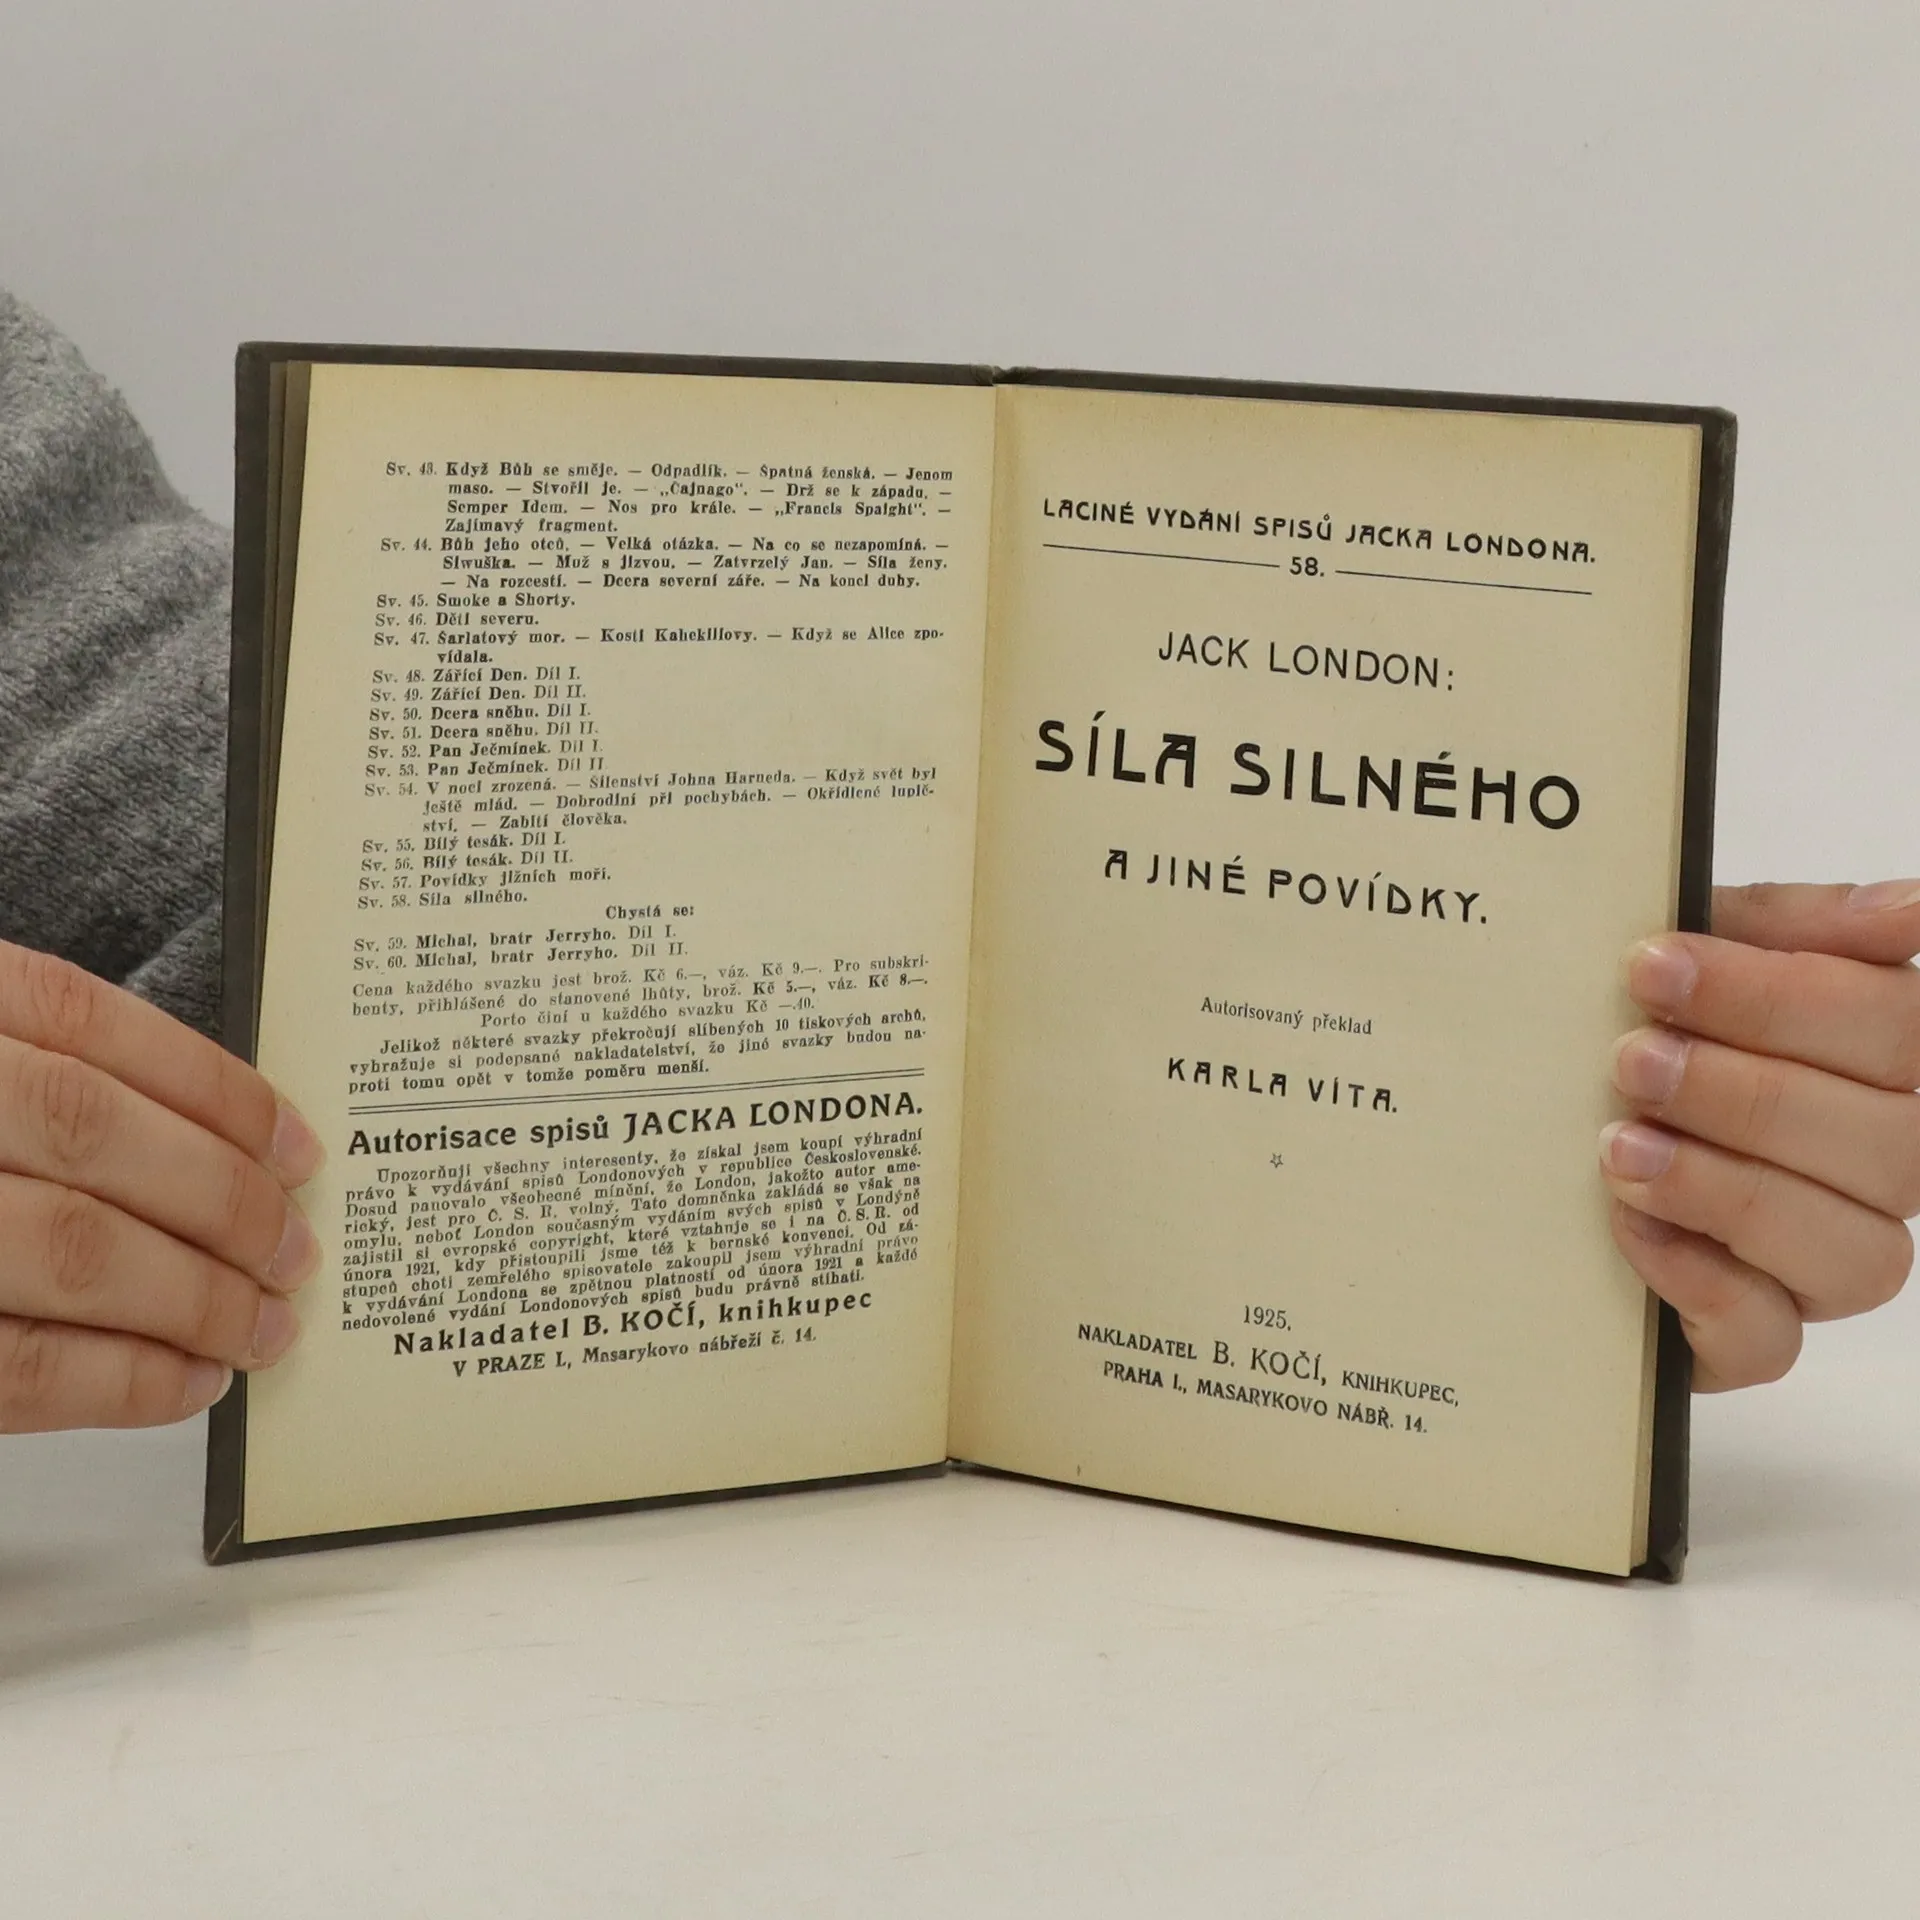 Sv. 43. Když Bůh se směje. — Odpadlík. — Špatná ženská. — Jenom
maso. — Stvořil je. — „Čajnago". — Drž se k západu. —
Semper Idem. — Nos pro krále. — „Francis Spaight". —
Zajímavý fragment.
Sv. 44. Bůh jeho otců. — Velká otázka. — Na co se nezapomíná. —
Siwuška. — Muž s jizvou. — Zatvrzelý Jan. — Síla ženy.
— Na rozcestí. — Dcera severní záře. — Na konci duhy.
Sv. 45. Smoke a Shorty.
Sv. 46. Děti severu.
Sv. 47. Šarlatový mor. — Kosti Kahekiliovy. — Když se Alice zpo-
vídala.
Sv. 48. Zářící Den. Díl I.
Sv. 49. Zářící Den. Díl II.
Sv. 50. Dcera sněhu. Díl I.
Sv. 51. Dcera sněhu. Díl II.
Sv. 52. Pan Ječmínek. Díl I.
Sv. 53. Pan Ječmínek. Díl II
Sv. 54. V noci zrozená. — Šílenství Johna Harneda. — Když svět byl
ještě mlád. — Dobrodiní při pochybách. — Okřídlené lupič-
ství. — Zabití člověka.
Sv. 55. Bílý tesák. Díl I.
Sv. 56. Bílý tesák. Díl II.
Sv. 57. Povídky jižních moří.
Sv. 58. Síla silného.
Chystá se:
Sv. 59. Michal, bratr Jerryho. Díl I.
Sv. 60. Michal, bratr Jerryho. Díl II.
Cena každého svazku jest brož. Kč 6.—, váz. Kč 9.—. Pro subskri-
benty, přihlášené do stanovené lhůty, brož. Kč 5.—, váz. Kč 8.—.
Porto činí u každého svazku Kč —.40.
Jelikož některé svazky překročují slíbených 10 tiskových archů,
vyhražuje si podepsané nakladatelství, že jiné svazky budou na-
proti tomu opět v tomže poměru menší.
Autorisace spisů JACKA LONDONA.
Upozorňuji všechny interesenty, že získal jsem koupí výhradní
právo k vydávání spisů Londonových v republice Československé.
Dosud panovalo všeobecné mínění, že London, jakožto autor ame-
rický, jest pro Č. S. R. volný. Tato domněnka zakládá se však na
omylu, neboť London současným vydáním svých spisů v Londýně
zajistil si evropské copyright, které vztahuje se i na Č. S. R. od
února 1921, kdy přistoupili jsme též k bernské konvenci. Od zá-
stupců choti zemřelého spisovatele zakoupil jsem výhradní právo
k vydávání Londona se zpětnou platností od února 1921 a každé
nedovolené vydání Londonových spisů budu právně stíhati.
Nakladatel B. KOČÍ, knihkupec
V PRAZE I., Masarykovo nábřeží č. 14.
LACINÉ VYDÁNÍ SPISŮ JACKA LONDONA.
58.
JACK LONDON:
SÍLA SILNÉHO
A JINÉ POVÍDKY.
Autorisovaný překlad
KARLA VÍTA.
1925.
NAKLADATEL B. KOČÍ, KNIHKUPEC,
PRAHA I., MASARYKOVO NÁBŘ. 14.